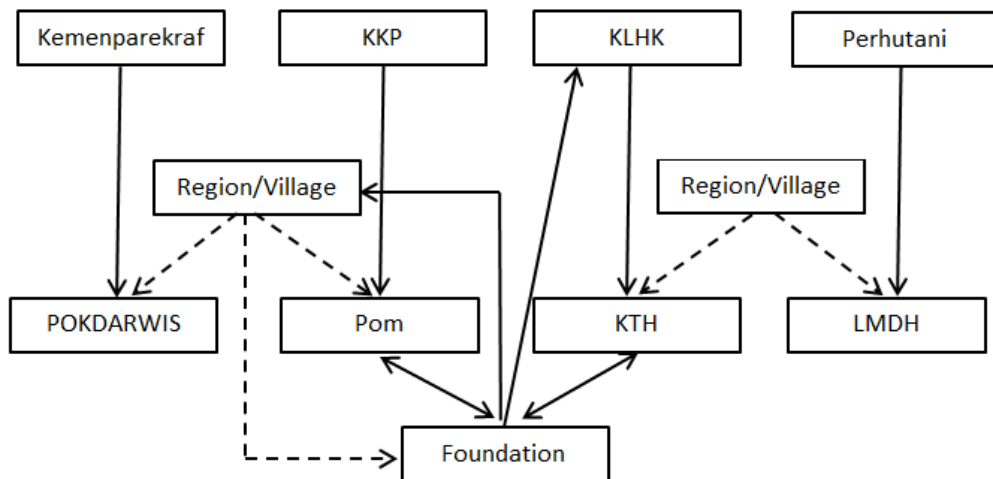 Kemenparekraf
KKP
KLHK
Perhutani
Region/Village
Region/Village
POKDARWIS
Pom
KTH
LMDH
Foundation